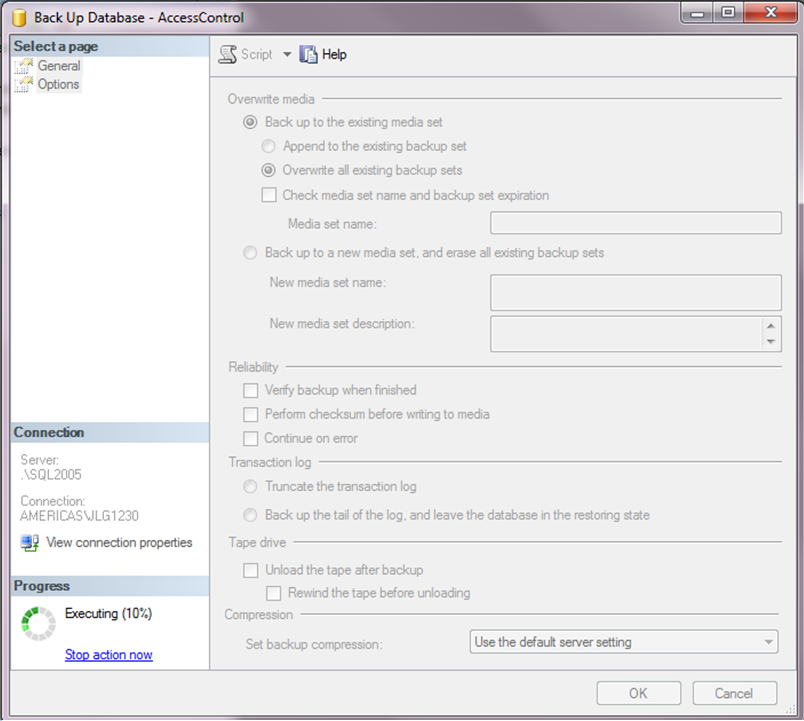 Back Up Database - AccessControl
Select a page
General
Options
Script
Help
Overwrite media
Back up to the existing media set
Append to the existing backup set
Overwrite all existing backup sets
Check media set name and backup set expiration
Media set name:
Back up to a new media set, and erase all existing backup sets
New media set name:
New media set description:
Reliability
Verify backup when finished
Perform checksum before writing to media
Continue on error
Transaction log
Truncate the transaction log
Back up the tail of the log, and leave the database in the restoring state
Tape drive
Unload the tape after backup
Rewind the tape before unloading
Compression
Set backup compression:
Use the default server setting
Connection
Server:
.\SQL2005
Connection:
AMERICAS\JLG1230
View connection properties
Progress
Executing (10%)
Stop action now
OK
Cancel